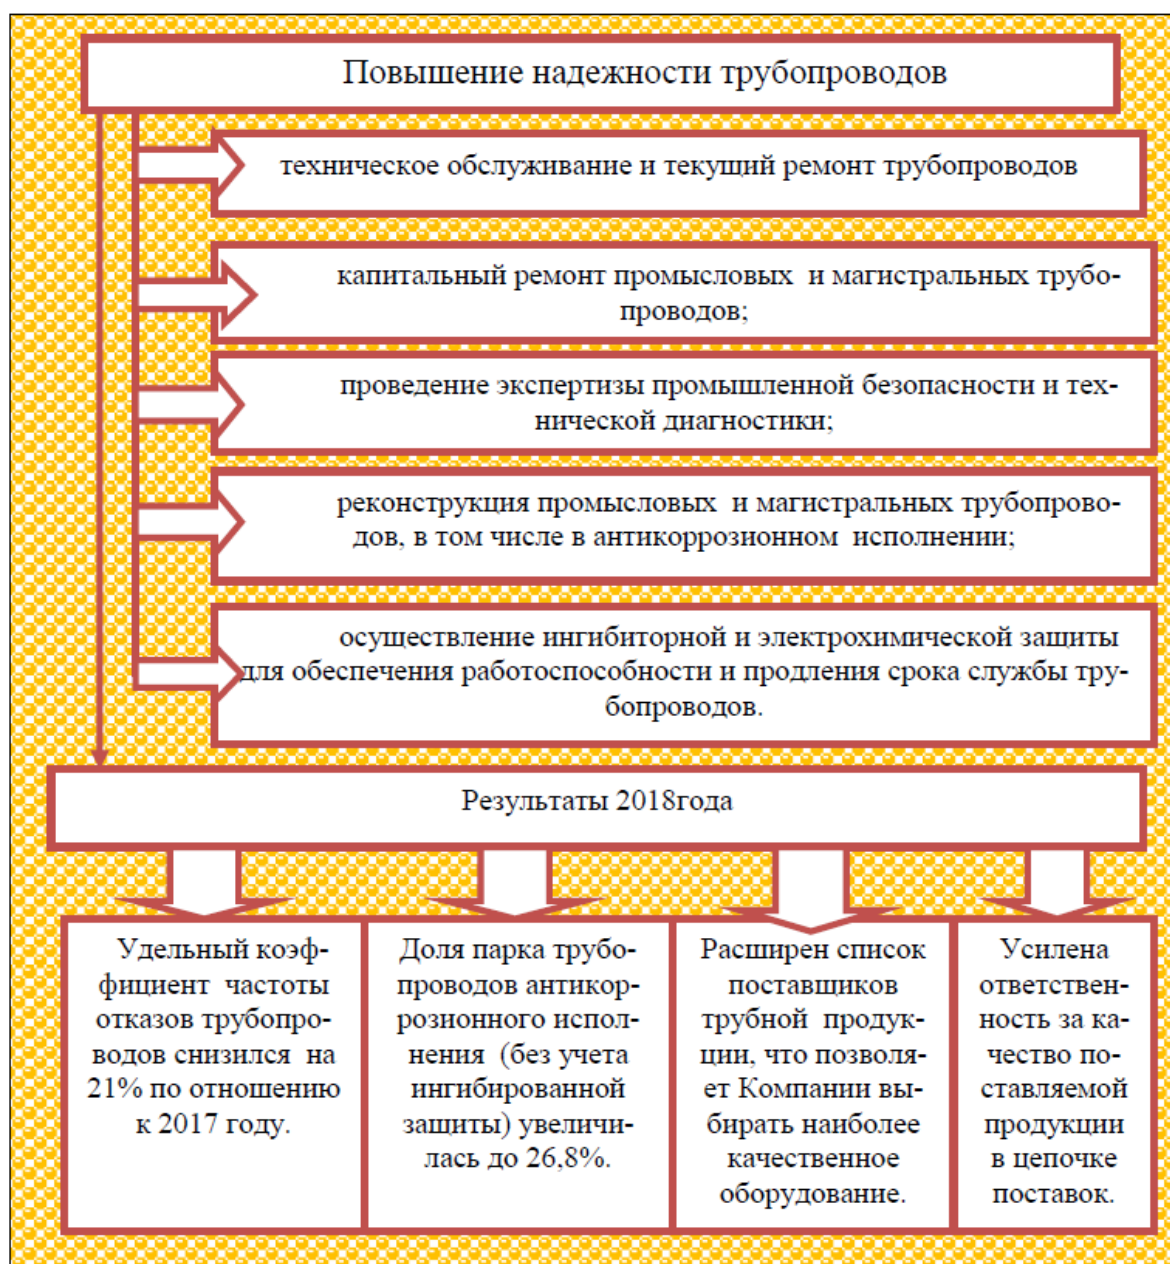 Повышение надежности трубопроводов
техническое обслуживание и текущий ремонт трубопроводов
капитальный ремонт промысловых и магистральных трубо-
проводов;
проведение экспертизы промышленной безопасности и тех-
нической диагностики;
реконструкция промысловых и магистральных трубопрово-
дов, в том числе в антикоррозионном исполнении;
осуществление ингибиторной и электрохимической защиты
для обеспечения работоспособности и продления срока службы тру-
бопроводов.
Результаты 2018года
Удельный коэф-
фициент частоты
отказов трубопро-
водов снизился на
21% по отношению
к 2017 году.
Доля парка трубо-
проводов антикор-
розионного испол-
нения (без учета
ингибированной
защиты) увеличи-
лась до 26,8%.
Расширен список
поставщиков
трубной продук-
ции, что позволя-
ет Компании вы-
бирать наиболее
качественное
оборудование.
Усилена
ответствен-
ность за ка-
чество по-
ставляемой
продукции
в цепочке
поставок.